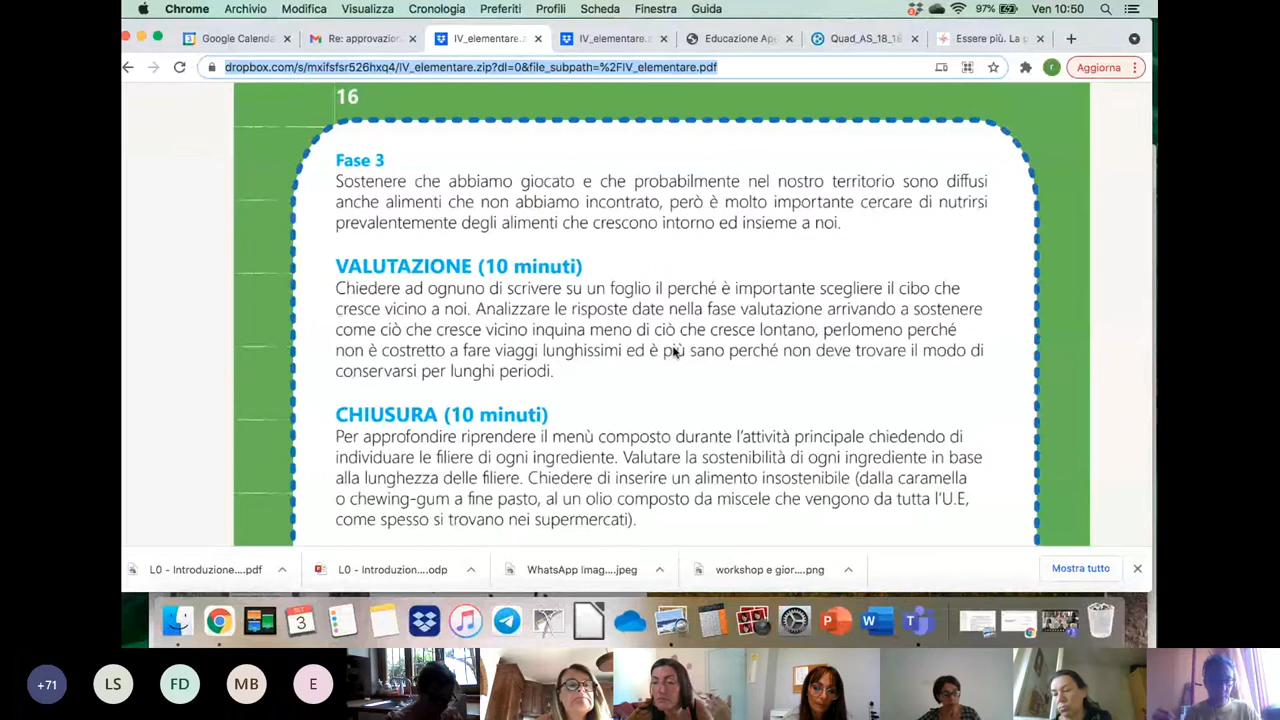 Chrome Archivio Modifica Visualizza Cronologia Preferiti Profili Scheda Finestra Guida 97% Ven 10:50
Google Calenda Re: approvazion IV_elementare.z IV_elementare. Educazione App Quad_AS_18_18 Essere più. La p
dropbox.com/s/mxifsfsr526hxq4/IV_elementare.zip?dl=0&file_subpath=%2FIV_elementare.pdf r Aggiorna
16
Fase 3
Sostenere che abbiamo giocato e che probabilmente nel nostro territorio sono diffusi
anche alimenti che non abbiamo incontrato, però è molto importante cercare di nutrirsi
prevalentemente degli alimenti che crescono intorno ed insieme a noi.
VALUTAZIONE (10 minuti)
Chiedere ad ognuno di scrivere su un foglio il perché è importante scegliere il cibo che
cresce vicino a noi. Analizzare le risposte date nella fase valutazione arrivando a sostenere
come ciò che cresce vicino inquina meno di ciò che cresce lontano, perlomeno perché
non è costretto a fare viaggi lunghissimi ed è più sano perché non deve trovare il modo di
conservarsi per lunghi periodi.
CHIUSURA (10 minuti)
Per approfondire riprendere il menù composto durante l'attività principale chiedendo di
individuare le filiere di ogni ingrediente. Valutare la sostenibilità di ogni ingrediente in base
alla lunghezza delle filiere. Chiedere di inserire un alimento insostenibile (dalla caramella
o chewing-gum a fine pasto, al un olio composto da miscele che vengono da tutta l'U.E,
come spesso si trovano nei supermercati).
L0 - Introduzione....pdf L0 - Introduzion....odp WhatsApp Imag....jpeg workshop e gior....png Mostra tutto
3
+71 LS FD MB E